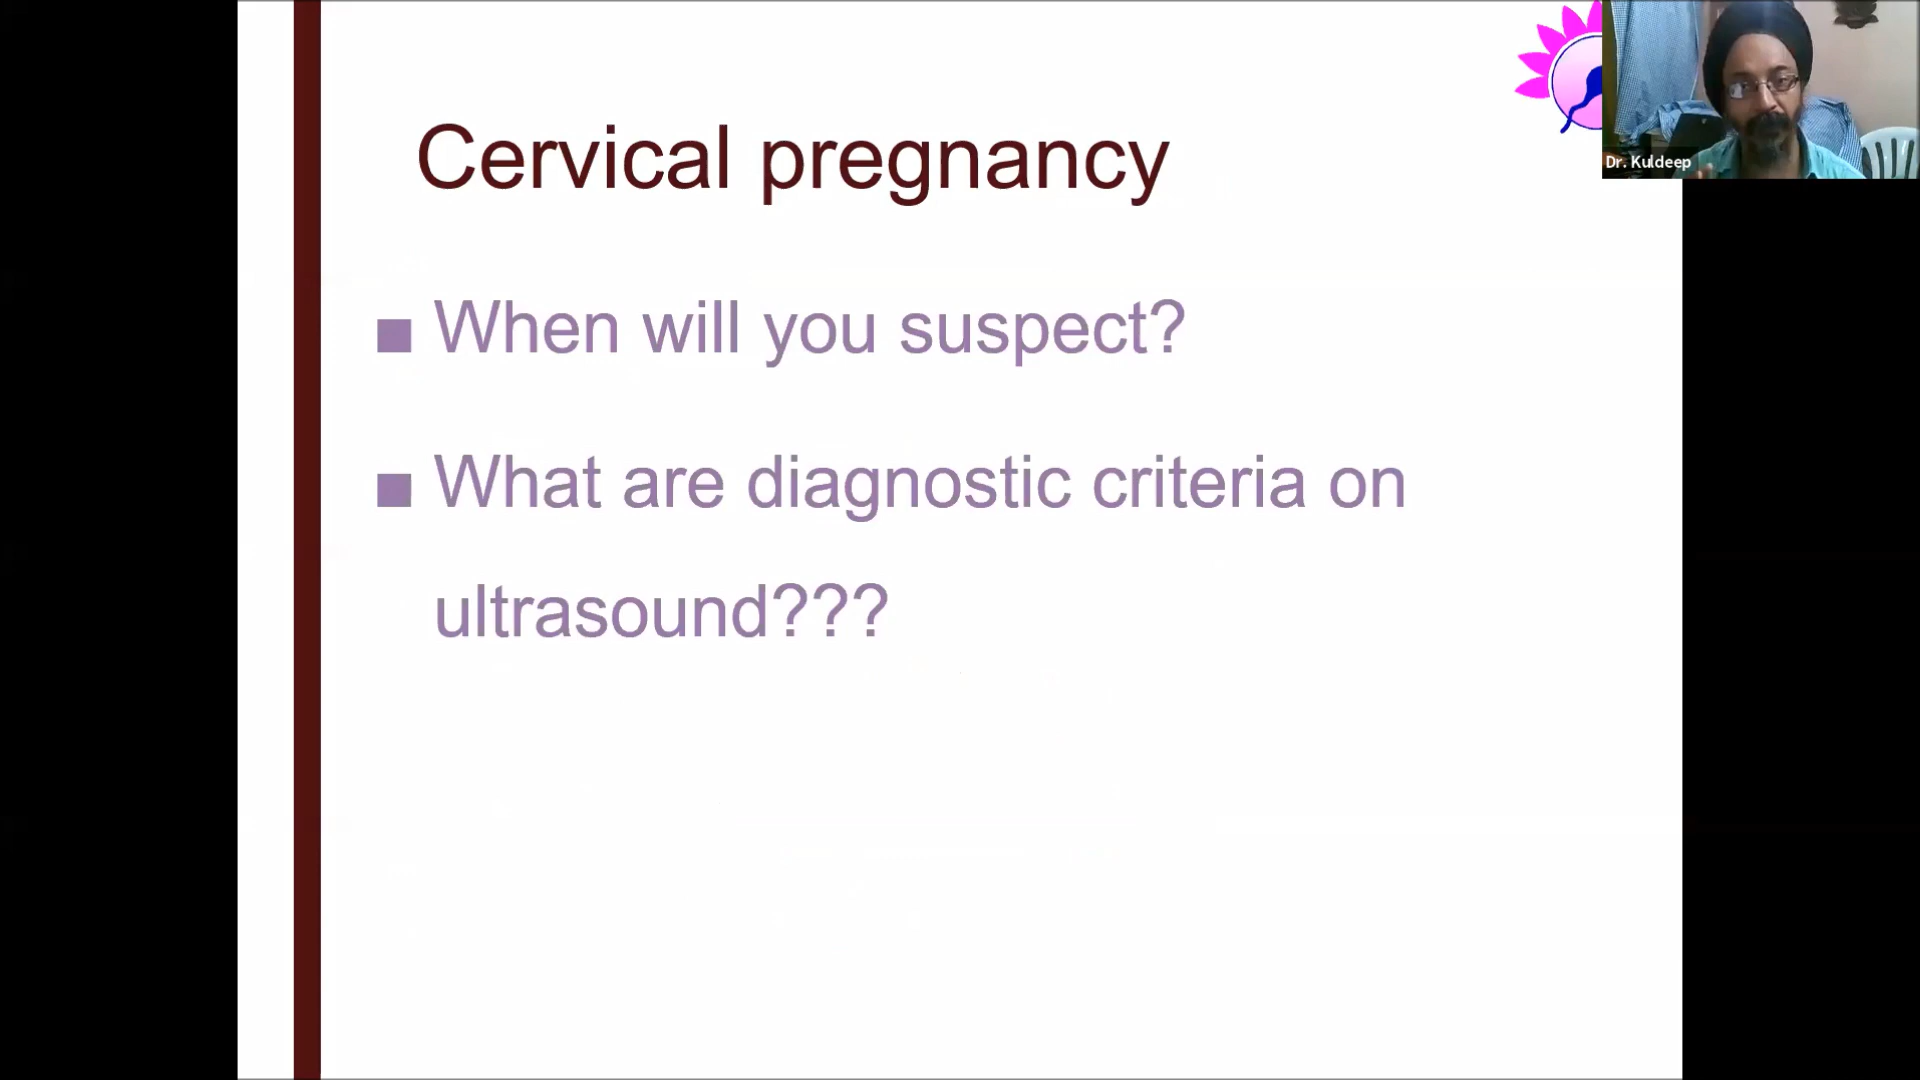 Cervical pregnancy
When will you suspect?
What are diagnostic criteria on
ultrasound???
Dr. Kuldeep